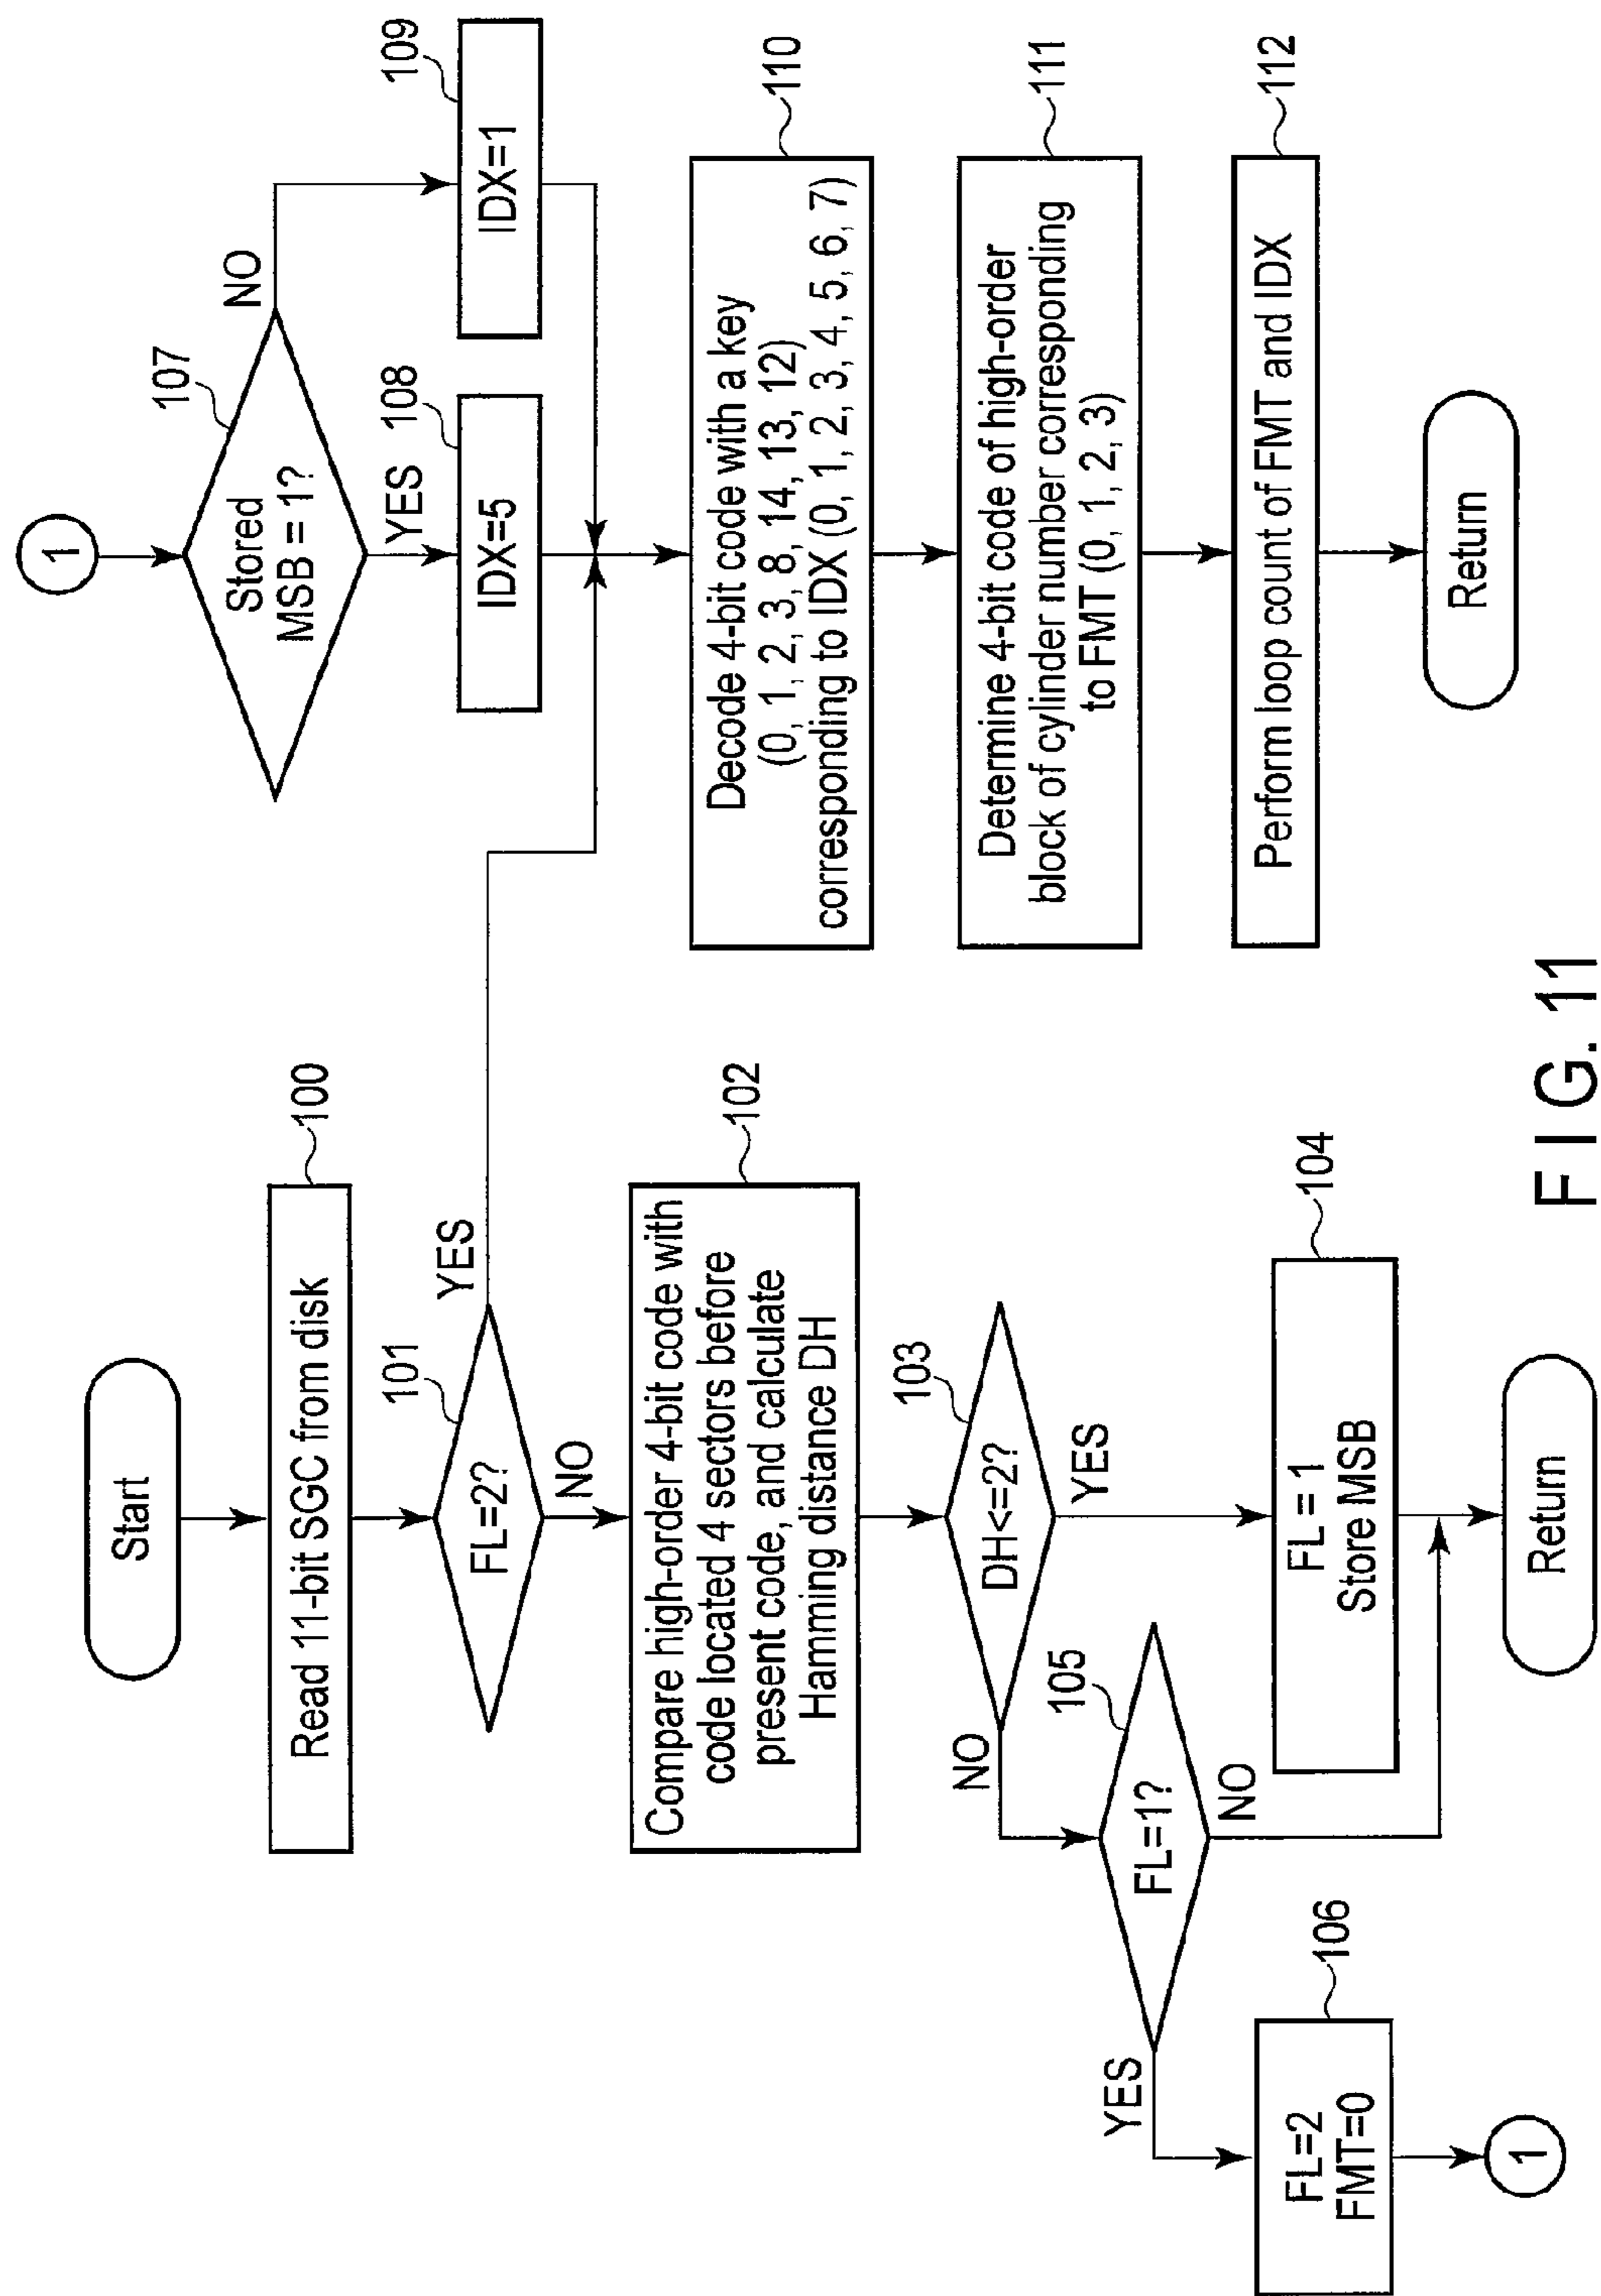 Start
Read 11-bit SGC from disk
100
FL=2?
101
YES
NO
Compare high-order 4-bit code with
code located 4 sectors before
present code, and calculate
Hamming distance DH
102
DH<=2?
103
YES
NO
FL = 1
Store MSB
104
FL=1?
105
YES
NO
FL=2
FMT=0
106
1
Return
1
Stored
MSB = 1?
107
NO
YES
IDX=5
108
IDX=1
109
Decode 4-bit code with a key
(0, 1, 2, 3, 8, 14, 13, 12)
corresponding to IDX (0, 1, 2, 3, 4, 5, 6, 7)
110
Determine 4-bit code of high-order
block of cylinder number corresponding
to FMT (0, 1, 2, 3)
111
Perform loop count of FMT and IDX
112
Return
FIG. 11